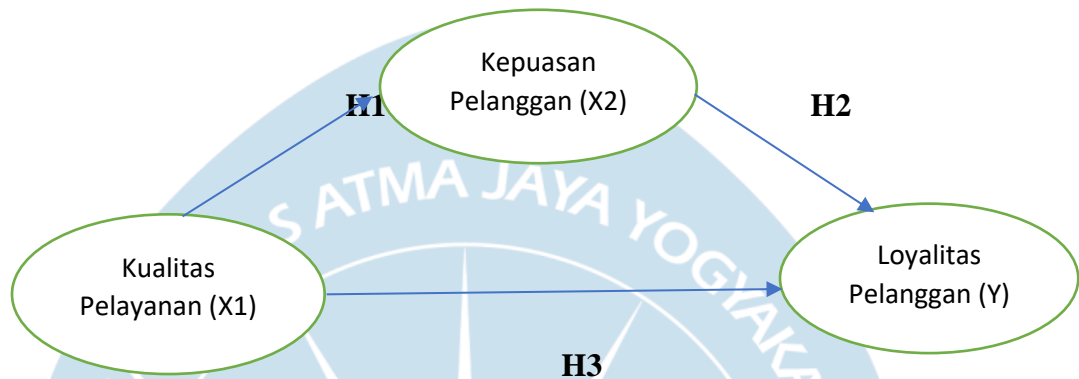 Kepuasan
Pelanggan (X2)
H1
H2
S ATMA JAYA YOGYAKA
Kualitas
Pelayanan (X1)
Loyalitas
Pelanggan (Y)
H3